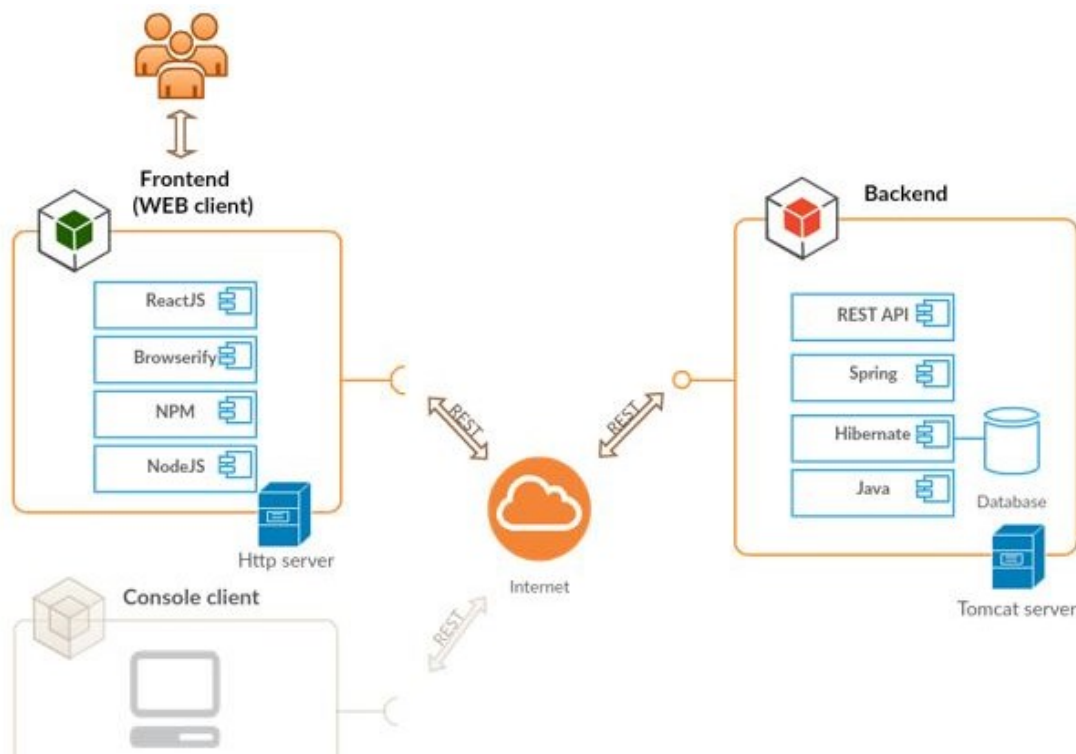 Frontend
(WEB client)
ReactJS
Browserify
NPM
NodeJS
Http server
Console client
REST
REST
REST
Internet
Backend
REST API
Spring
Hibernate
Java
Database
Tomcat server